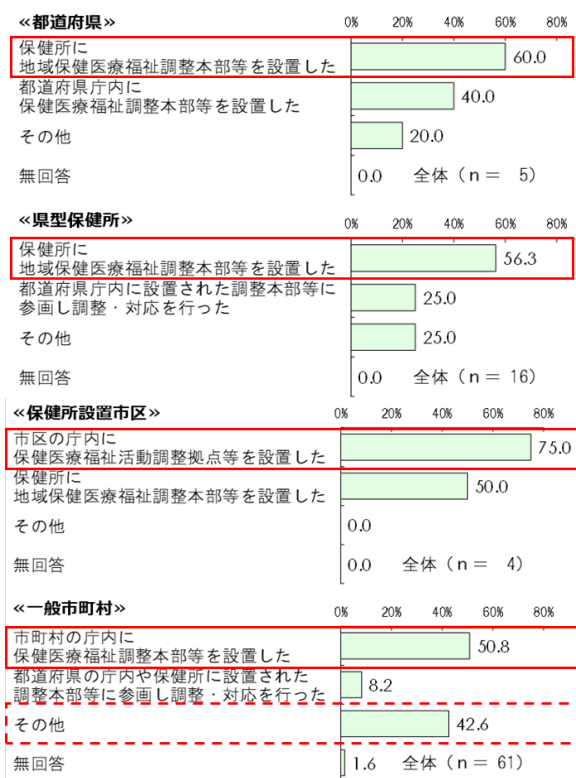 ≪都道府県≫
0% 20% 40% 60% 80%
保健所に
地域保健医療福祉調整本部等を設置した
60.0
都道府県庁内に
保健医療福祉調整本部等を設置した
40.0
その他
20.0
無回答
0.0 全体（n＝ 5）
≪県型保健所≫
0% 20% 40% 60% 80%
保健所に
地域保健医療福祉調整本部等を設置した
56.3
都道府県庁内に設置された調整本部等に
参画し調整・対応を行った
25.0
その他
25.0
無回答
0.0 全体（n＝ 16）
≪保健所設置市区≫
0% 20% 40% 60% 80%
市区の庁内に
保健医療福祉活動調整拠点等を設置した
75.0
保健所に
地域保健医療福祉調整本部等を設置した
50.0
その他
0.0
無回答
0.0 全体（n＝ 4）
≪一般市町村≫
0% 20% 40% 60% 80%
市町村の庁内に
保健医療福祉調整本部等を設置した
50.8
都道府県の庁内や保健所に設置された
調整本部等に参画し調整・対応を行った
8.2
その他
42.6
無回答
1.6 全体（n＝ 61）